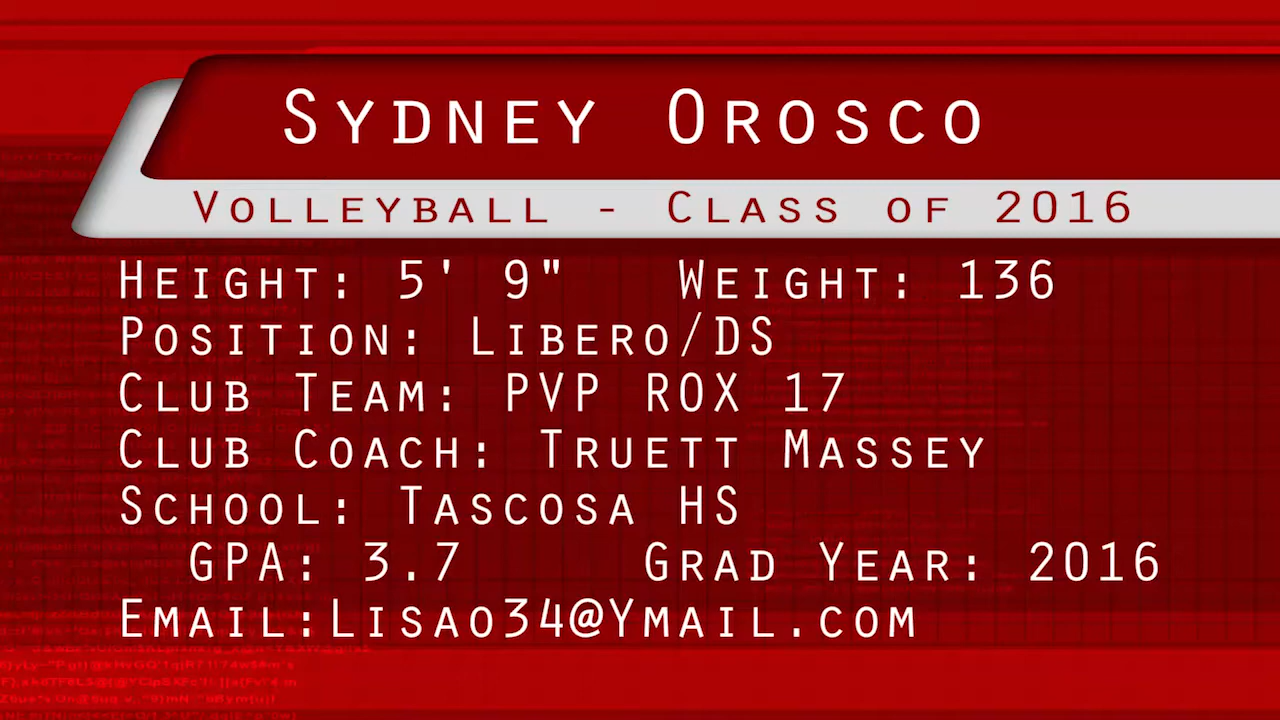 Sydney Orosco
Volleyball - Class of 2016
Height: 5' 9" Weight: 136
Position: Libero/DS
Club Team: PVP ROX 17
Club Coach: Truett Massey
School: Tascosa HS
GPA: 3.7 Grad Year: 2016
Email:Lisao34@Ymail.com